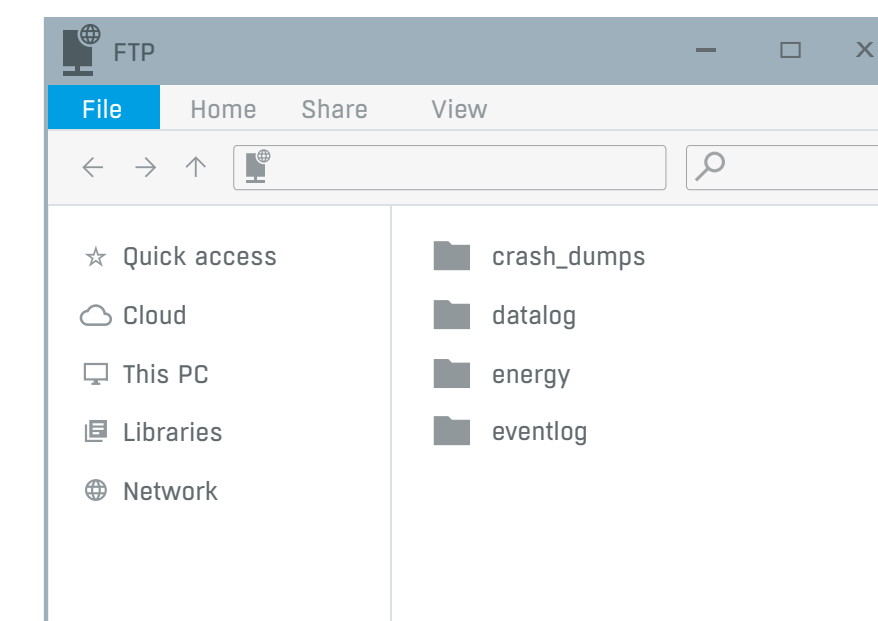 FTP
File Home Share View
Quick access
Cloud
This PC
Libraries
Network
crash_dumps
datalog
energy
eventlog